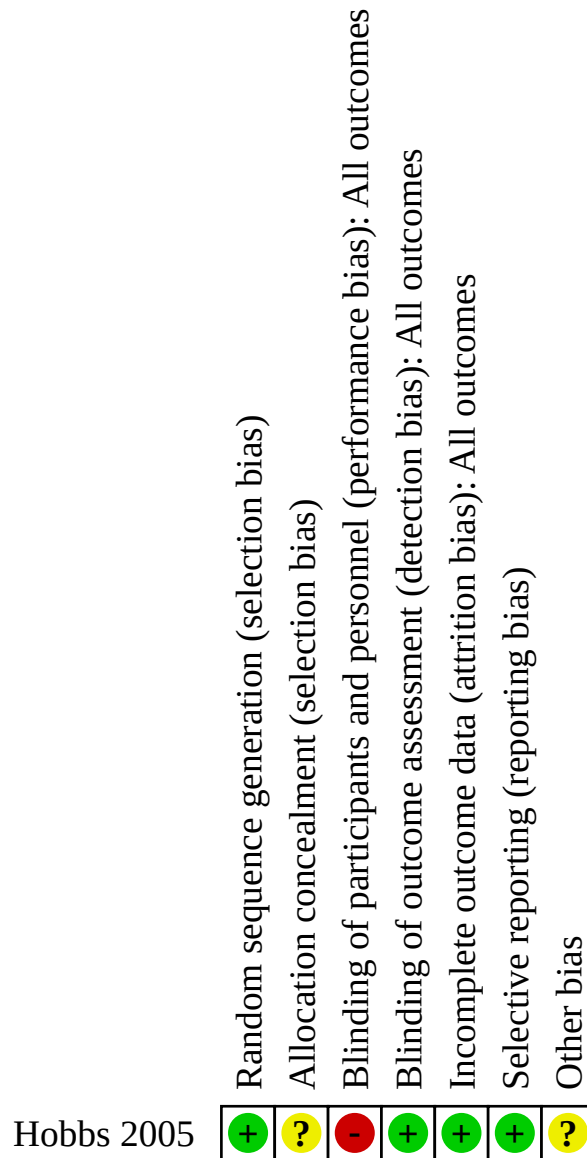 Random sequence generation (selection bias)
Allocation concealment (selection bias)
Blinding of participants and personnel (performance bias): All outcomes
Blinding of outcome assessment (detection bias): All outcomes
Incomplete outcome data (attrition bias): All outcomes
Selective reporting (reporting bias)
Other bias
Hobbs 2005 + ? - + + + ?